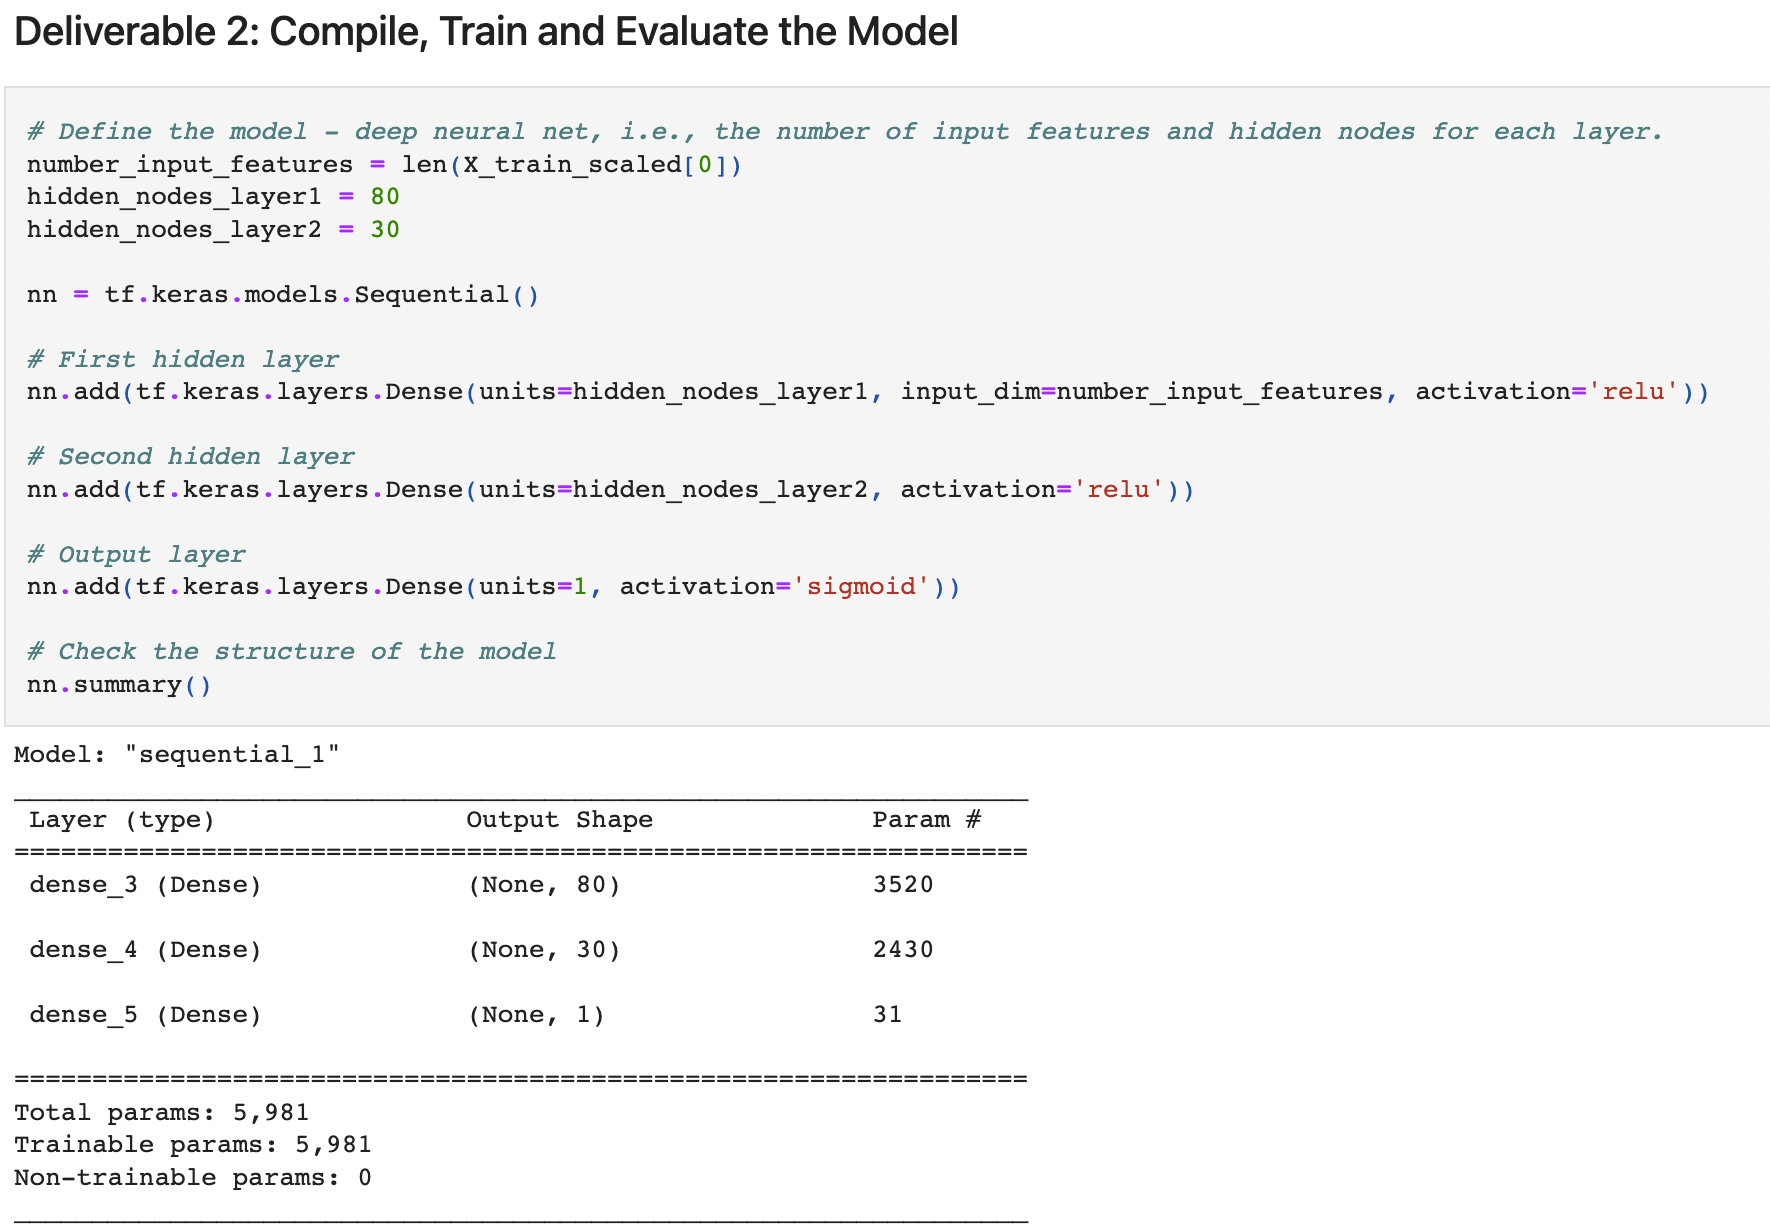 Deliverable 2: Compile, Train and Evaluate the Model
# Define the model - deep neural net, i.e., the number of input features and hidden nodes for each layer.
number_input_features = len(X_train_scaled[0])
hidden_nodes_layer1 = 80
hidden_nodes_layer2 = 30
nn = tf.keras.models.Sequential()
# First hidden layer
nn.add(tf.keras.layers.Dense(units=hidden_nodes_layer1, input_dim=number_input_features, activation='relu'))
# Second hidden layer
nn.add(tf.keras.layers.Dense(units=hidden_nodes_layer2, activation='relu'))
# Output layer
nn.add(tf.keras.layers.Dense(units=1, activation='sigmoid'))
# Check the structure of the model
nn.summary()
Model: "sequential_1"
_________________________________________________________________
Layer (type) Output Shape Param #
=================================================================
dense_3 (Dense) (None, 80) 3520
dense_4 (Dense) (None, 30) 2430
dense_5 (Dense) (None, 1) 31
=================================================================
Total params: 5,981
Trainable params: 5,981
Non-trainable params: 0
_________________________________________________________________